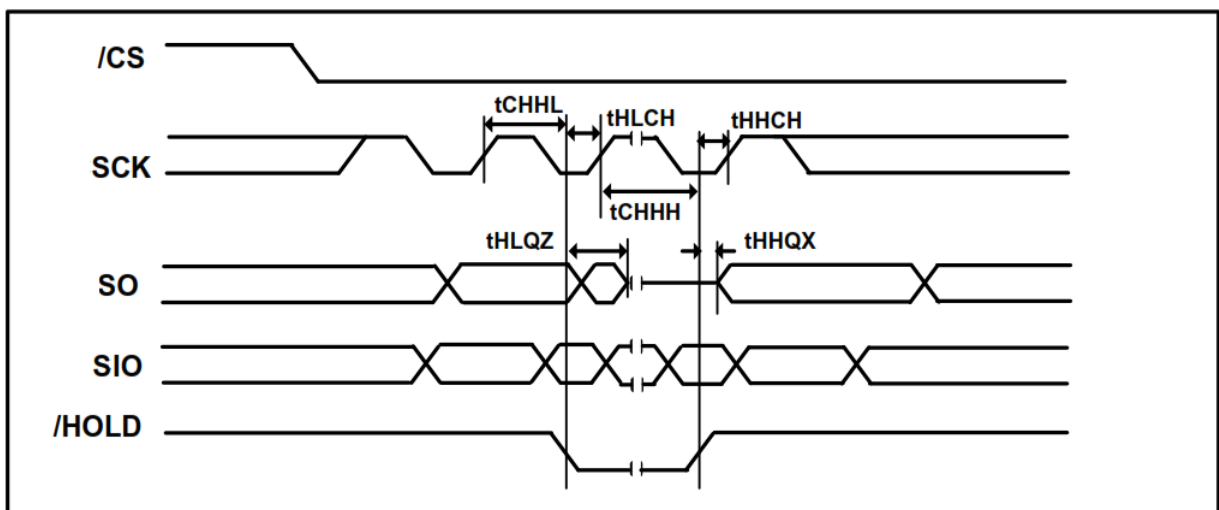 /CS
tCHHL
tHLCH
tHHCH
SCK
tCHHH
tHLQZ
tHHQX
SO
SIO
/HOLD